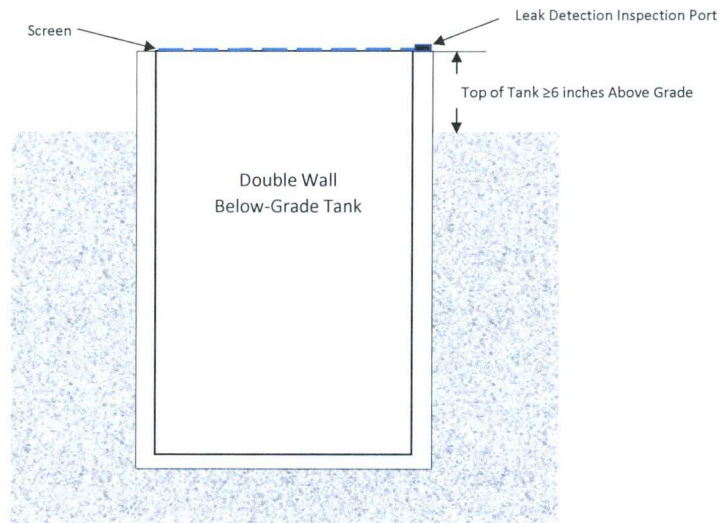 Leak Detection Inspection Port
Screen
Top of Tank ≥6 inches Above Grade
Double Wall
Below-Grade Tank